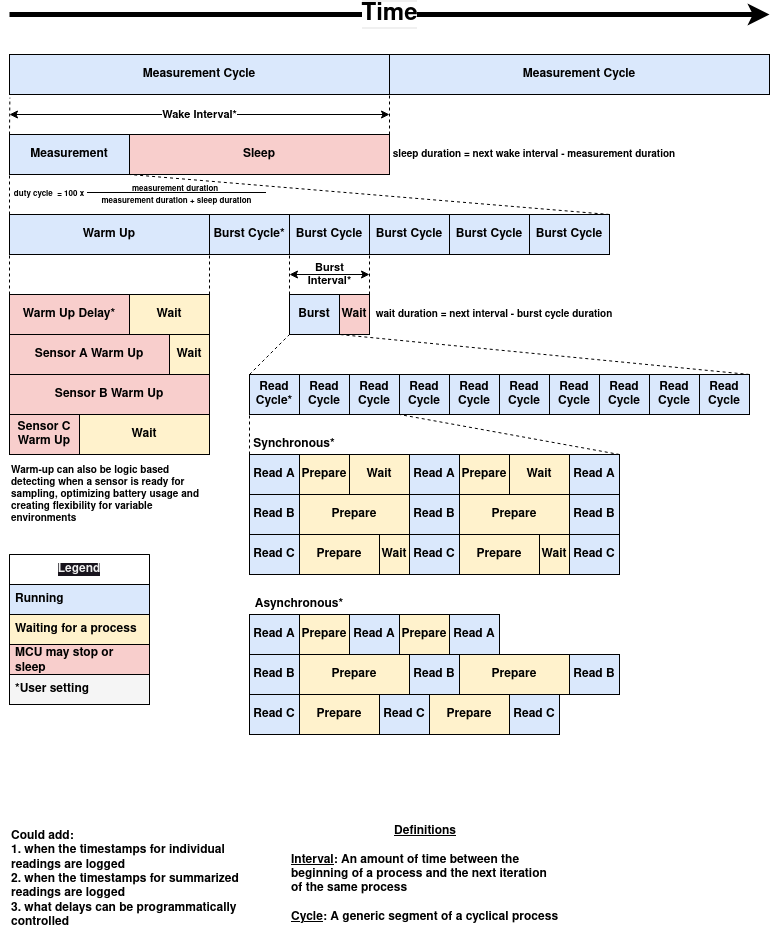 Time
Measurement Cycle Measurement Cycle
Wake Interval*
Measurement Sleep sleep duration = next wake interval - measurement duration
duty cycle = 100 x measurement duration
measurement duration + sleep duration
Warm Up Burst Cycle* Burst Cycle Burst Cycle Burst Cycle Burst Cycle
Burst
Interval*
Warm Up Delay* Wait Burst Wait wait duration = next interval - burst cycle duration
Sensor A Warm Up Wait
Sensor B Warm Up
Sensor C
Warm Up
Wait
Read Read Read Read Read Read Read Read Read Read
Cycle* Cycle Cycle Cycle Cycle Cycle Cycle Cycle Cycle Cycle
Synchronous*
Read A Prepare Wait Read A Prepare Wait Read A
Read B Prepare Read B Prepare Read B
Read C Prepare Wait Read C Prepare Wait Read C
Warm-up can also be logic based
detecting when a sensor is ready for
sampling, optimizing battery usage and
creating flexibility for variable
environments
Legend
Running
Waiting for a process
MCU may stop or
sleep
*User setting
Asynchronous*
Read A Prepare Read A Prepare Read A
Read B Prepare Read B Prepare Read B
Read C Prepare Read C Prepare Read C
Could add:
1. when the timestamps for individual
readings are logged
2. when the timestamps for summarized
readings are logged
3. what delays can be programmatically
controlled
Definitions
Interval: An amount of time between the
beginning of a process and the next iteration
of the same process
Cycle: A generic segment of a cyclical process